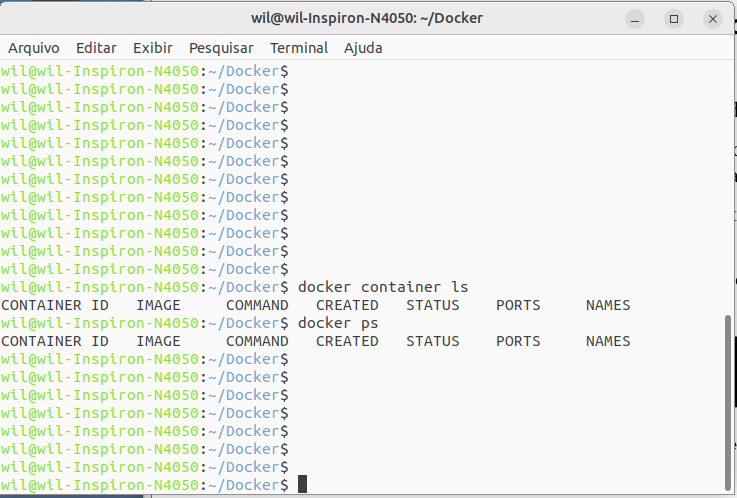 wil@wil-Inspiron-N4050: ~/Docker
Arquivo Editar Exibir Pesquisar Terminal Ajuda
wil@wil-Inspiron-N4050:~/Docker$
wil@wil-Inspiron-N4050:~/Docker$
wil@wil-Inspiron-N4050:~/Docker$
wil@wil-Inspiron-N4050:~/Docker$
wil@wil-Inspiron-N4050:~/Docker$
wil@wil-Inspiron-N4050:~/Docker$
wil@wil-Inspiron-N4050:~/Docker$
wil@wil-Inspiron-N4050:~/Docker$
wil@wil-Inspiron-N4050:~/Docker$
wil@wil-Inspiron-N4050:~/Docker$
wil@wil-Inspiron-N4050:~/Docker$
wil@wil-Inspiron-N4050:~/Docker$
wil@wil-Inspiron-N4050:~/Docker$ docker container ls
CONTAINER ID   IMAGE     COMMAND   CREATED   STATUS    PORTS     NAMES
wil@wil-Inspiron-N4050:~/Docker$ docker ps
CONTAINER ID   IMAGE     COMMAND   CREATED   STATUS    PORTS     NAMES
wil@wil-Inspiron-N4050:~/Docker$
wil@wil-Inspiron-N4050:~/Docker$
wil@wil-Inspiron-N4050:~/Docker$
wil@wil-Inspiron-N4050:~/Docker$
wil@wil-Inspiron-N4050:~/Docker$
wil@wil-Inspiron-N4050:~/Docker$
wil@wil-Inspiron-N4050:~/Docker$
wil@wil-Inspiron-N4050:~/Docker$